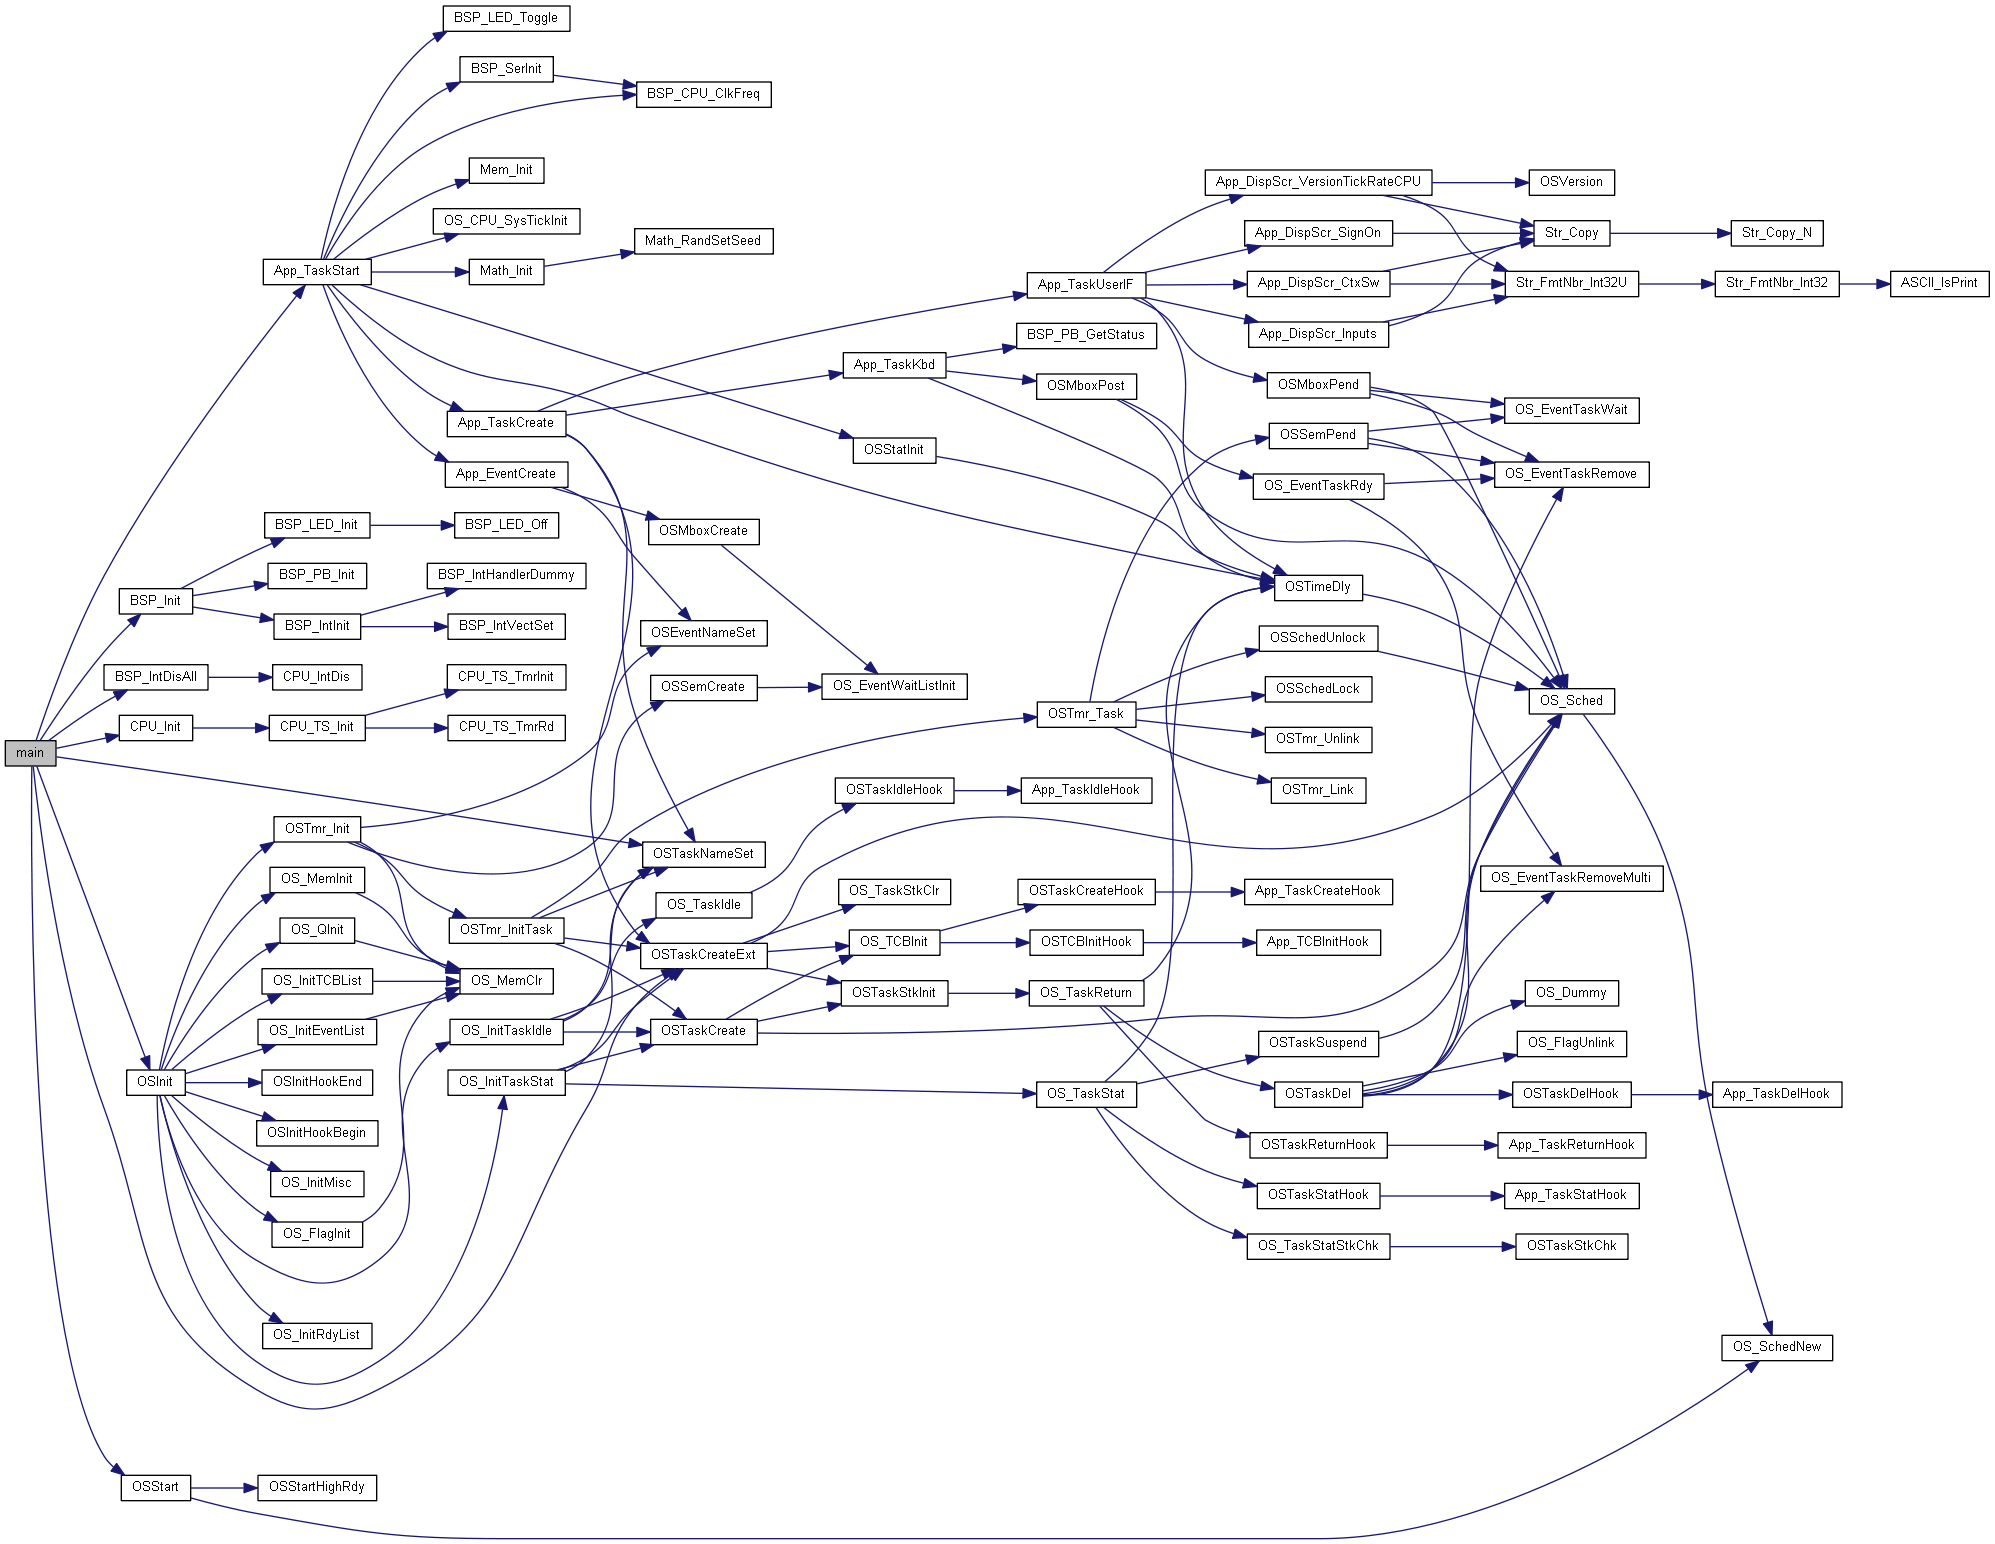 BSP_LED_Toggle
BSP_SerInit
BSP_CPU_ClkFreq
Mem_Init
OS_CPU_SysTickInit
Math_RandSetSeed
App_TaskStart
Math_Init
App_DispScr_VersionTickRateCPU
OSVersion
App_DispScr_SignOn
Str_Copy
Str_Copy_N
App_TaskUserIF
App_DispScr_CtxSw
Str_FmtNbr_Int32U
Str_FmtNbr_Int32
ASCII_IsPrint
App_DispScr_Inputs
BSP_PB_GetStatus
App_TaskKbd
OSMboxPost
OSMboxPend
App_TaskCreate
OS_EventTaskWait
OSSemPend
OSStatInit
App_EventCreate
OS_EventTaskRemove
OS_EventTaskRdy
BSP_LED_Init
BSP_LED_Off
OSMboxCreate
BSP_PB_Init
BSP_IntHandlerDummy
OSTimeDly
BSP_Init
BSP_IntInit
BSP_IntVectSet
OSEventNameSet
OSSchedUnlock
BSP_IntDisAll
CPU_IntDis
CPU_TS_TmrInit
OSSemCreate
OS_EventWaitListInit
OSSchedLock
OS_Sched
CPU_Init
CPU_TS_Init
CPU_TS_TmrRd
OSTmr_Task
OSTmr_Unlink
main
OSTaskIdleHook
App_TaskIdleHook
OSTmr_Link
OSTmr_Init
OSTaskNameSet
OS_MemInit
OS_TaskIdle
OS_TaskStkClr
OSTaskCreateHook
App_TaskCreateHook
OS_EventTaskRemoveMulti
OS_QInit
OSTmr_InitTask
OSTaskCreateExt
OS_TCBInit
OSTCBInitHook
App_TCBInitHook
OS_InitTCBList
OS_MemClr
OSTaskStkInit
OS_TaskReturn
OS_Dummy
OS_InitEventList
OS_InitTaskIdle
OSTaskCreate
OSTaskSuspend
OS_FlagUnlink
OSInit
OSInitHookEnd
OS_InitTaskStat
OS_TaskStat
OSTaskDel
OSTaskDelHook
App_TaskDelHook
OSInitHookBegin
OSTaskReturnHook
App_TaskReturnHook
OS_InitMisc
OSTaskStatHook
App_TaskStatHook
OS_FlagInit
OS_TaskStatStkChk
OSTaskStkChk
OS_InitRdyList
OS_SchedNew
OSStart
OSStartHighRdy